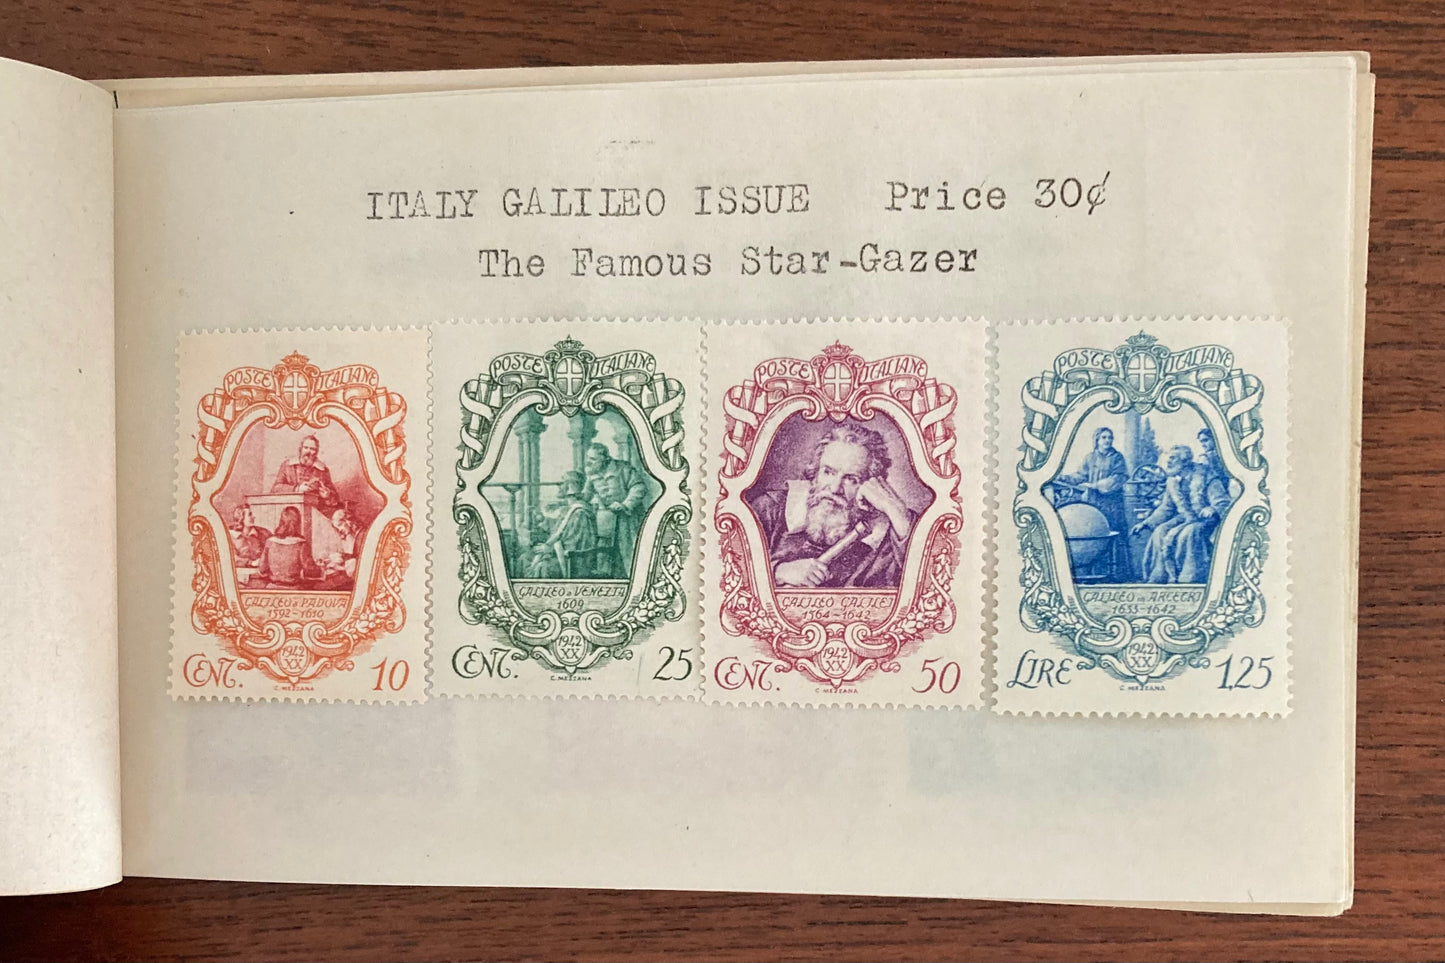 ITALY GALILEO ISSUE Price 30¢
The Famous Star-Gazer
POSTE ITALIANE
GALILEO A PADOVA
1592-1610
1942
XX
CENT. 10
C. MEZZANA
POSTE ITALIANE
GALILEO A VENEZIA
1609
1942
XX
CENT. 25
C. MEZZANA
POSTE ITALIANE
GALILEO GALILEI
1564-1642
1942
XX
CENT. 50
C. MEZZANA
POSTE ITALIANE
GALILEO IN ARCETRI
1633-1642
1942
XX
LIRE 1,25
C. MEZZANA